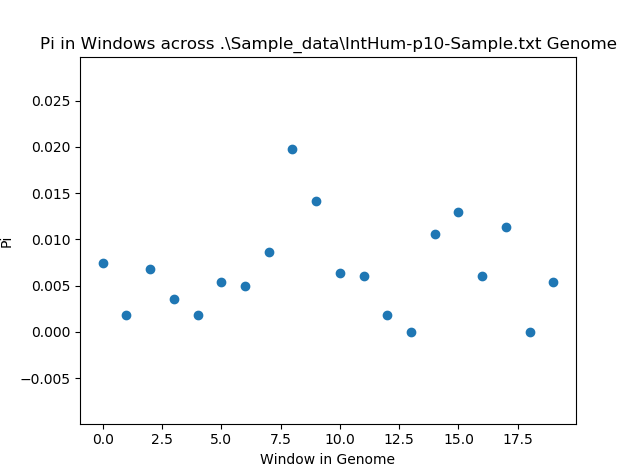 Pi in Windows across .\Sample_data\IntHum-p10-Sample.txt Genome
0.025
0.020
0.015
0.010
0.005
0.000
−0.005
Pi
0.0 2.5 5.0 7.5 10.0 12.5 15.0 17.5
Window in Genome